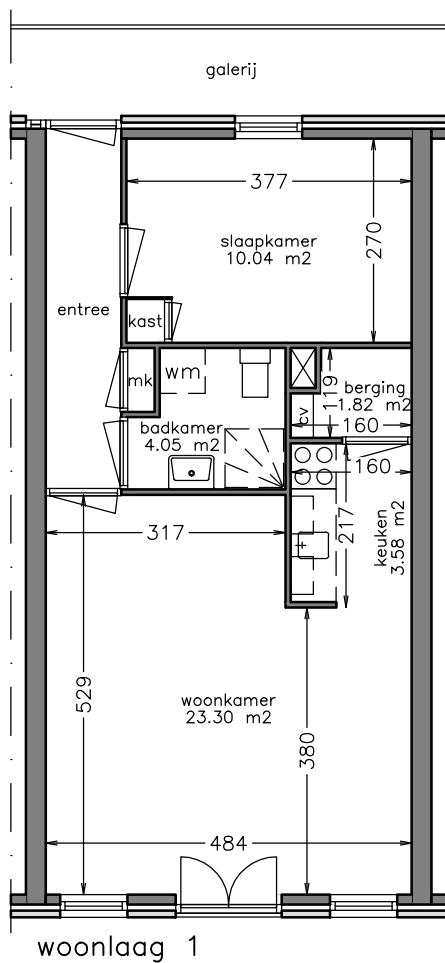 galerij
377
slaapkamer
10.04 m2
270
entree
kast
mk
wm
badkamer
4.05 m2
119
berging
1.82 m2
cv
160
160
317
217
keuken
3.58 m2
529
woonkamer
23.30 m2
380
484
woonlaag 1